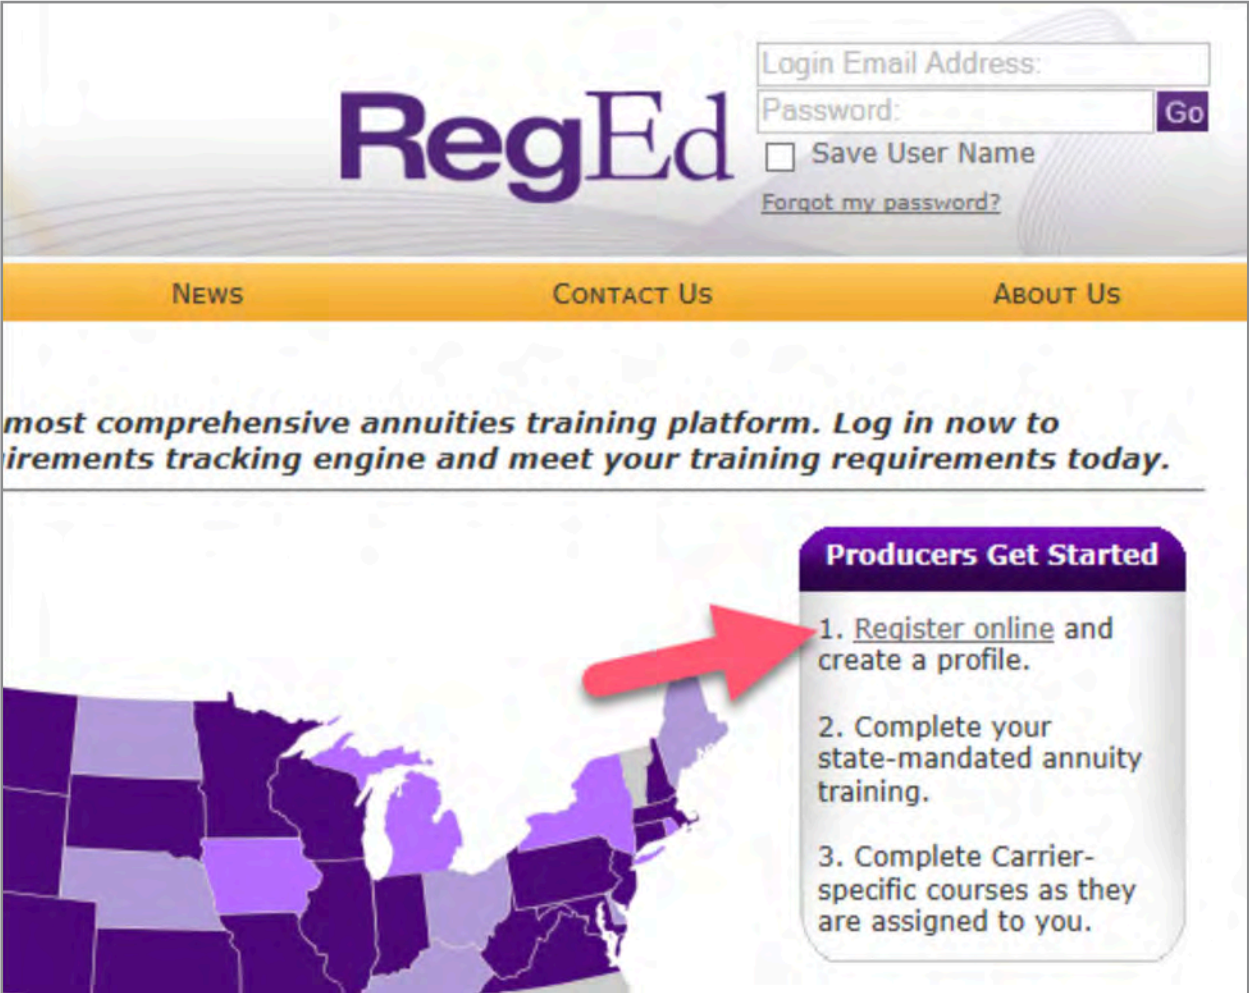 RegEd
Login Email Address:
Password:
Go
Save User Name
Forgot my password?
News
Contact Us
About Us
most comprehensive annuities training platform. Log in now to
irements tracking engine and meet your training requirements today.
Producers Get Started
1. Register online and
create a profile.
2. Complete your
state-mandated annuity
training.
3. Complete Carrier-
specific courses as they
are assigned to you.